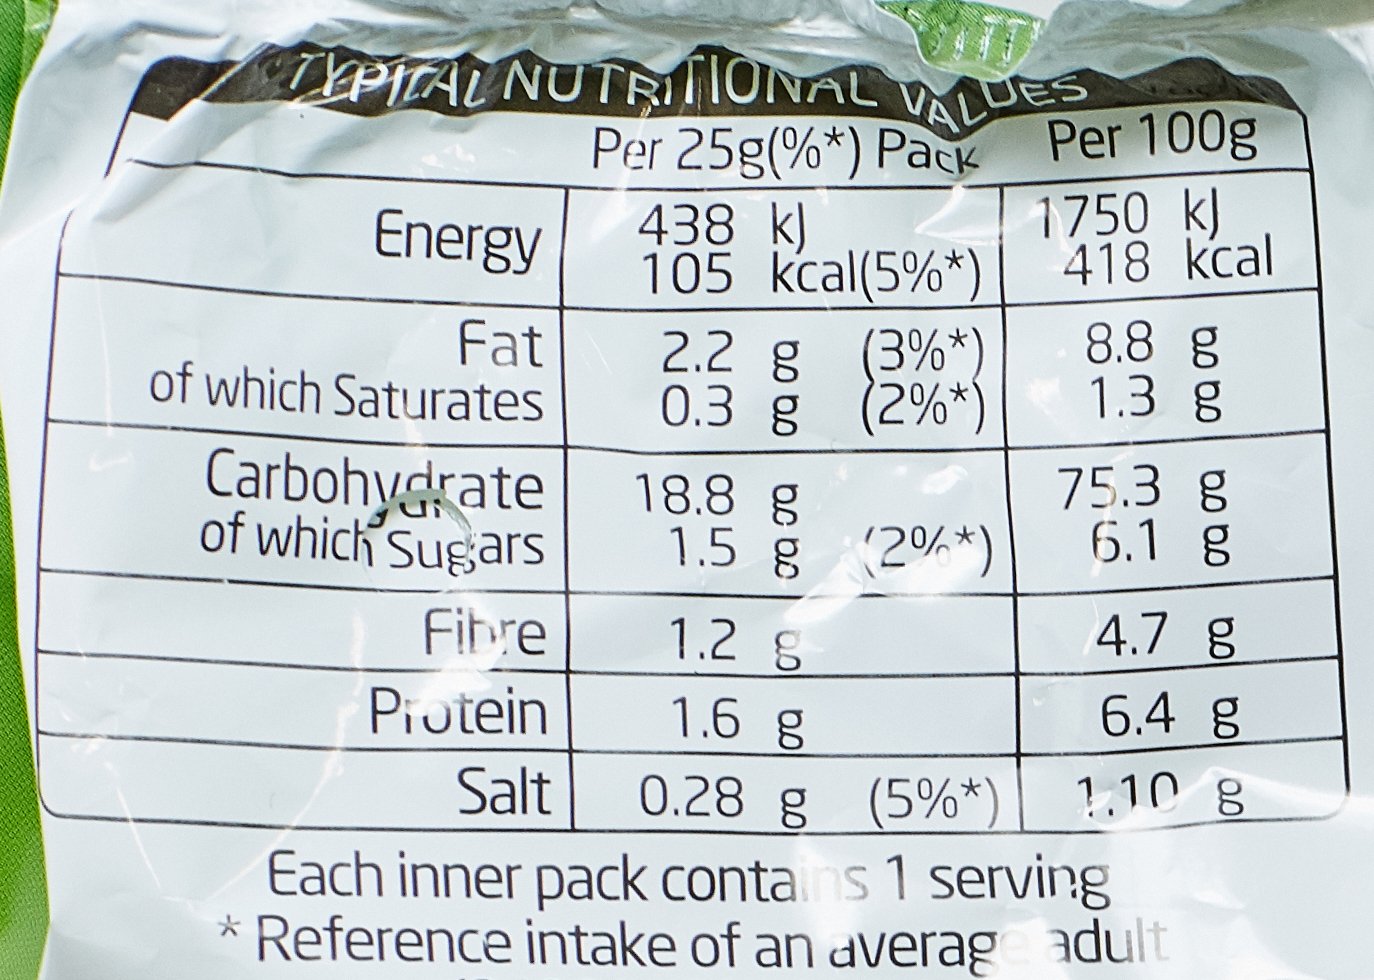 TYPICAL NUTRITIONAL VALUES
Per 25g(%*) Pack Per 100g
Energy 438 kJ 1750 kJ
105 kcal(5%*) 418 kcal
Fat 2.2 g (3%*) 8.8 g
of which Saturates 0.3 g (2%*) 1.3 g
Carbohydrate 18.8 g 75.3 g
of which Sugars 1.5 g (2%*) 6.1 g
Fibre 1.2 g 4.7 g
Protein 1.6 g 6.4 g
Salt 0.28 g (5%*) 1.10 g
Each inner pack contains 1 serving
* Reference intake of an average adult